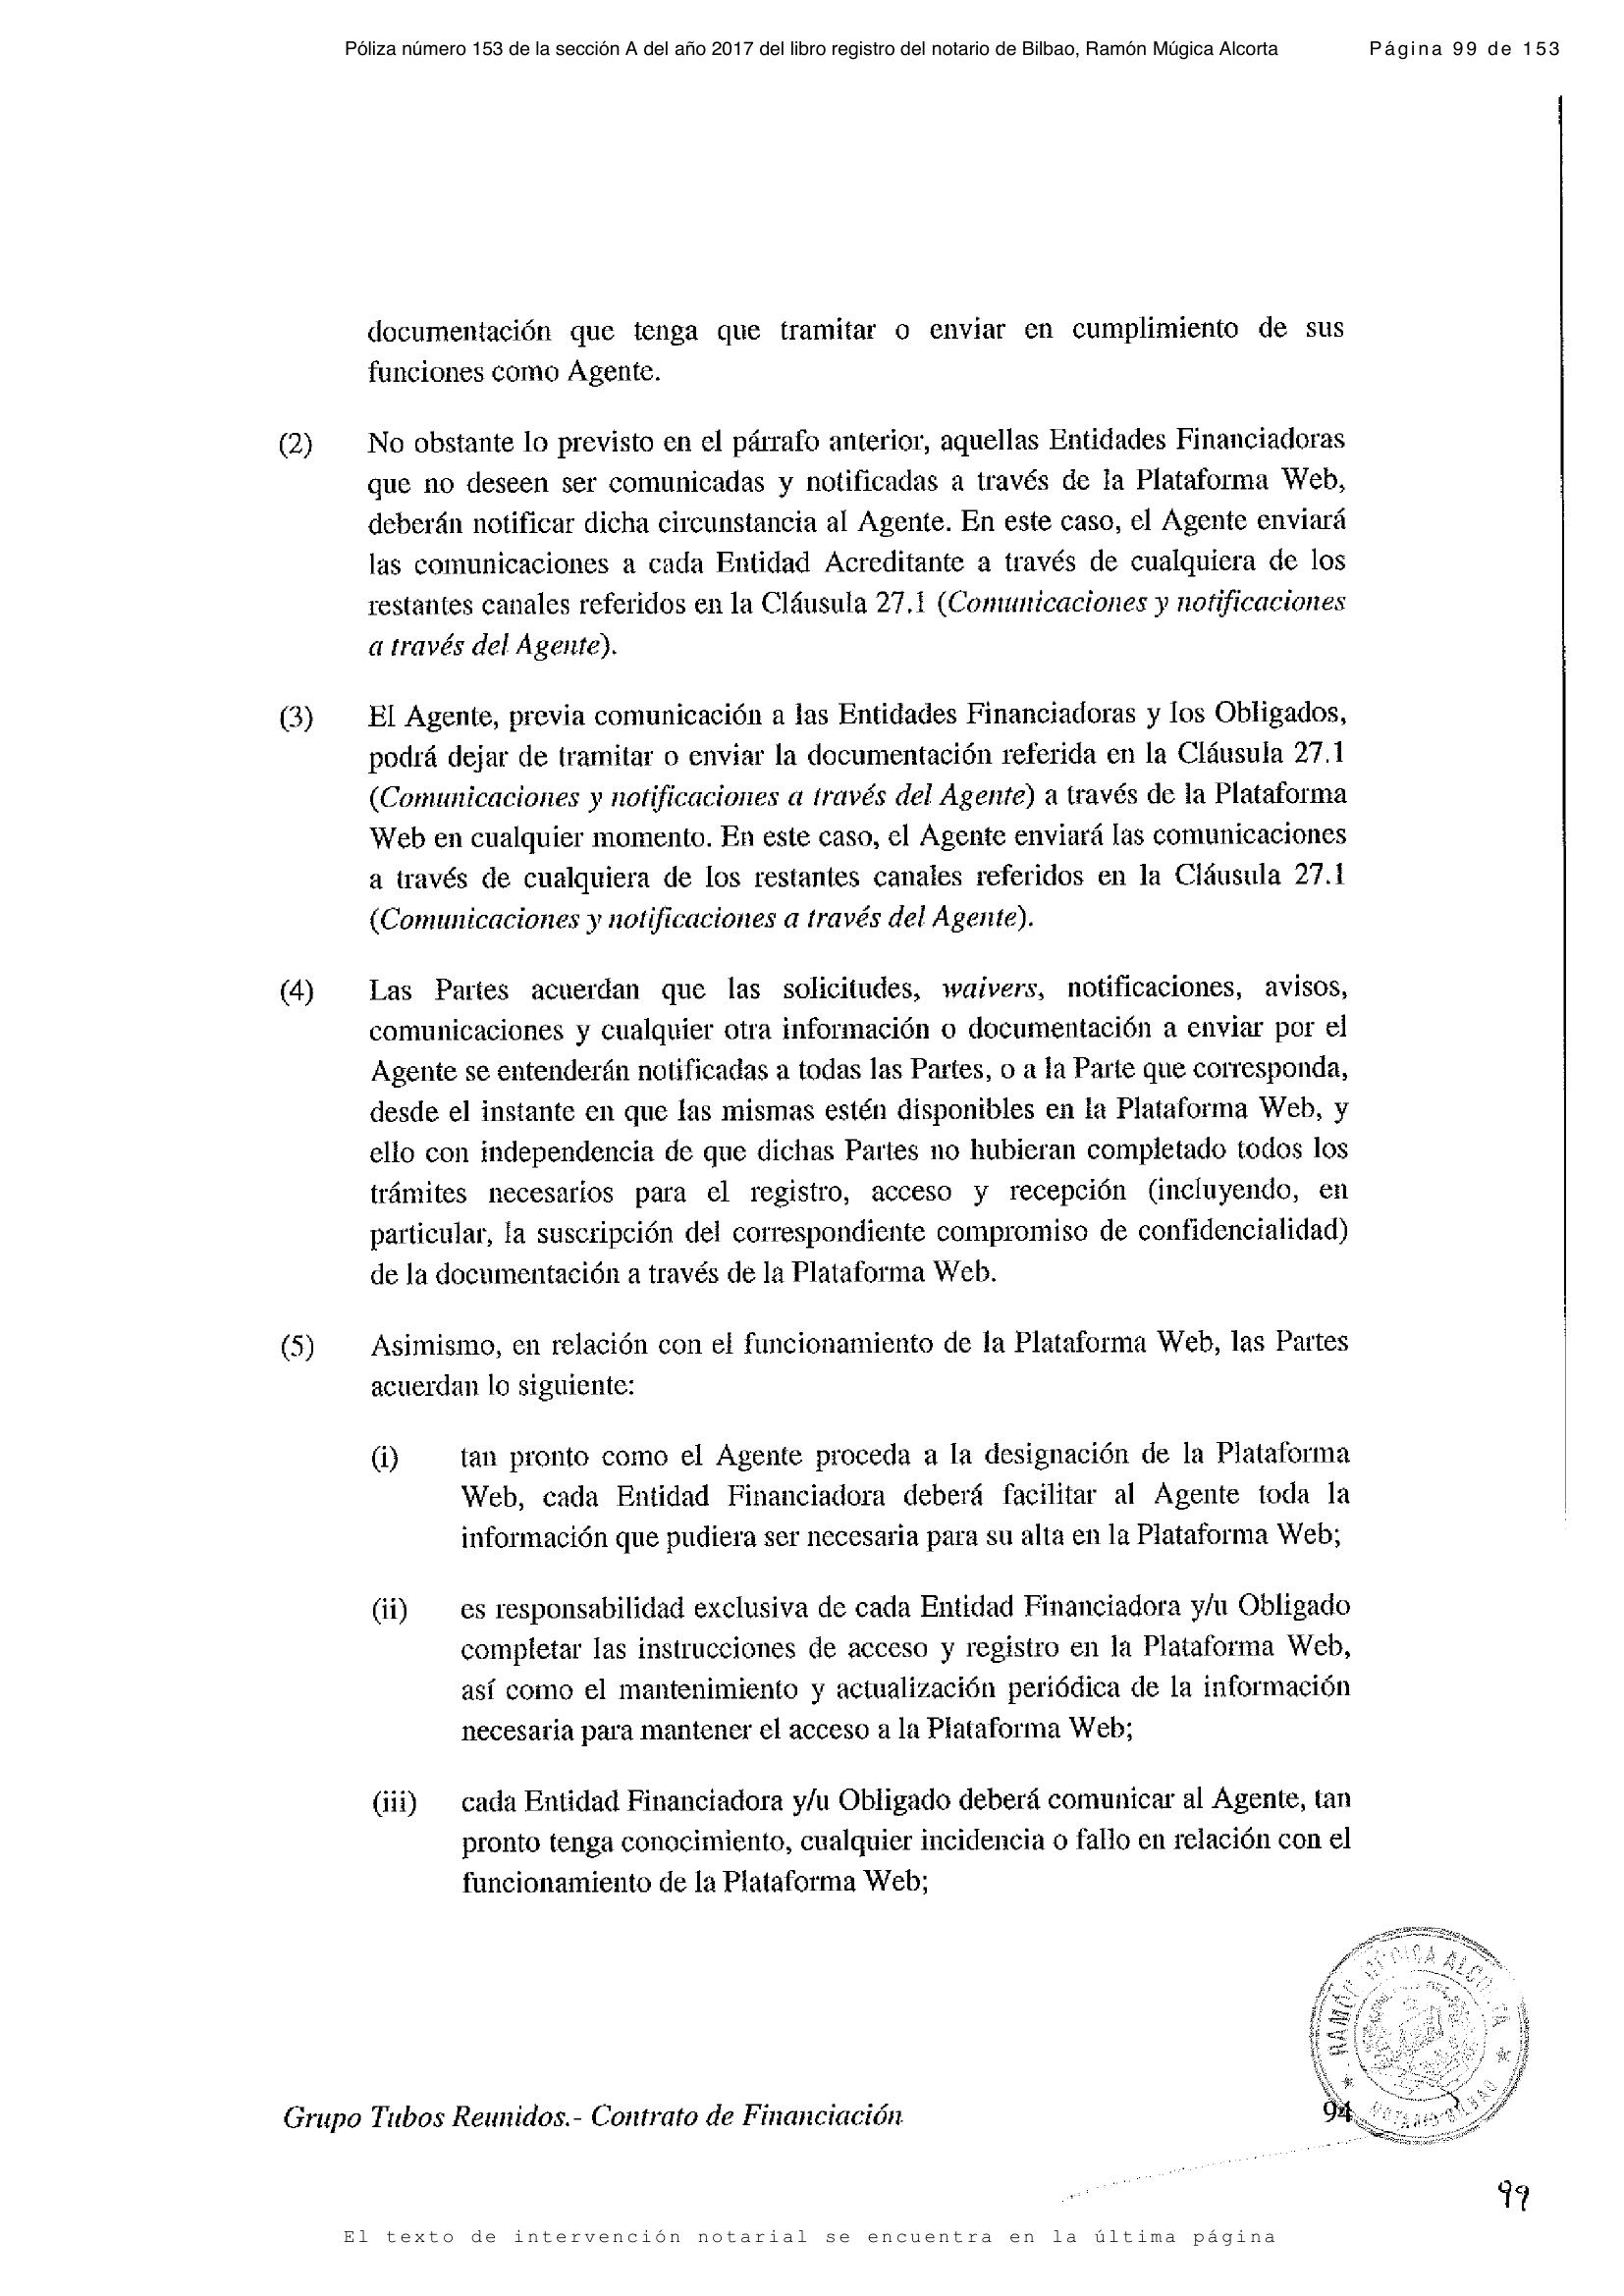 Póliza número 153 de la sección A del año 2017 del libro registro del notario de Bilbao, Ramón Múgica Alcorta
Página 99 de 153
documentación que tenga que tramitar o enviar en cumplimiento de sus
funciones como Agente.
(2) No obstante lo previsto en el párrafo anterior, aquellas Entidades Financiadoras
que no deseen ser comunicadas y notificadas a través de la Plataforma Web,
deberán notificar dicha circunstancia al Agente. En este caso, el Agente enviará
las comunicaciones a cada Entidad Acreditante a través de cualquiera de los
restantes canales referidos en la Cláusula 27.1 (Comunicaciones y notificaciones
a través del Agente).
(3) El Agente, previa comunicación a las Entidades Financiadoras y los Obligados,
podrá dejar de tramitar o enviar la documentación referida en la Cláusula 27.1
(Comunicaciones y notificaciones a través del Agente) a través de la Plataforma
Web en cualquier momento. En este caso, el Agente enviará las comunicaciones
a través de cualquiera de los restantes canales referidos en la Cláusula 27.1
(Comunicaciones y notificaciones a través del Agente).
(4) Las Partes acuerdan que las solicitudes, waivers, notificaciones, avisos,
comunicaciones y cualquier otra información o documentación a enviar por el
Agente se entenderán notificadas a todas las Partes, o a la Parte que corresponda,
desde el instante en que las mismas estén disponibles en la Plataforma Web, y
ello con independencia de que dichas Partes no hubieran completado todos los
trámites necesarios para el registro, acceso y recepción (incluyendo, en
particular, la suscripción del correspondiente compromiso de confidencialidad)
de la documentación a través de la Plataforma Web.
(5) Asimismo, en relación con el funcionamiento de la Plataforma Web, las Partes
acuerdan lo siguiente:
(i) tan pronto como el Agente proceda a la designación de la Plataforma
Web, cada Entidad Financiadora deberá facilitar al Agente toda la
información que pudiera ser necesaria para su alta en la Plataforma Web;
(ii) es responsabilidad exclusiva de cada Entidad Financiadora y/u Obligado
completar las instrucciones de acceso y registro en la Plataforma Web,
así como el mantenimiento y actualización periódica de la información
necesaria para mantener el acceso a la Plataforma Web;
(iii) cada Entidad Financiadora y/u Obligado deberá comunicar al Agente, tan
pronto tenga conocimiento, cualquier incidencia o fallo en relación con el
funcionamiento de la Plataforma Web;
RAMÓN MÚGICA ALCORTA
NOTARIO BILBAO
Grupo Tubos Reunidos.- Contrato de Financiación
94
99
El texto de intervención notarial se encuentra en la última página